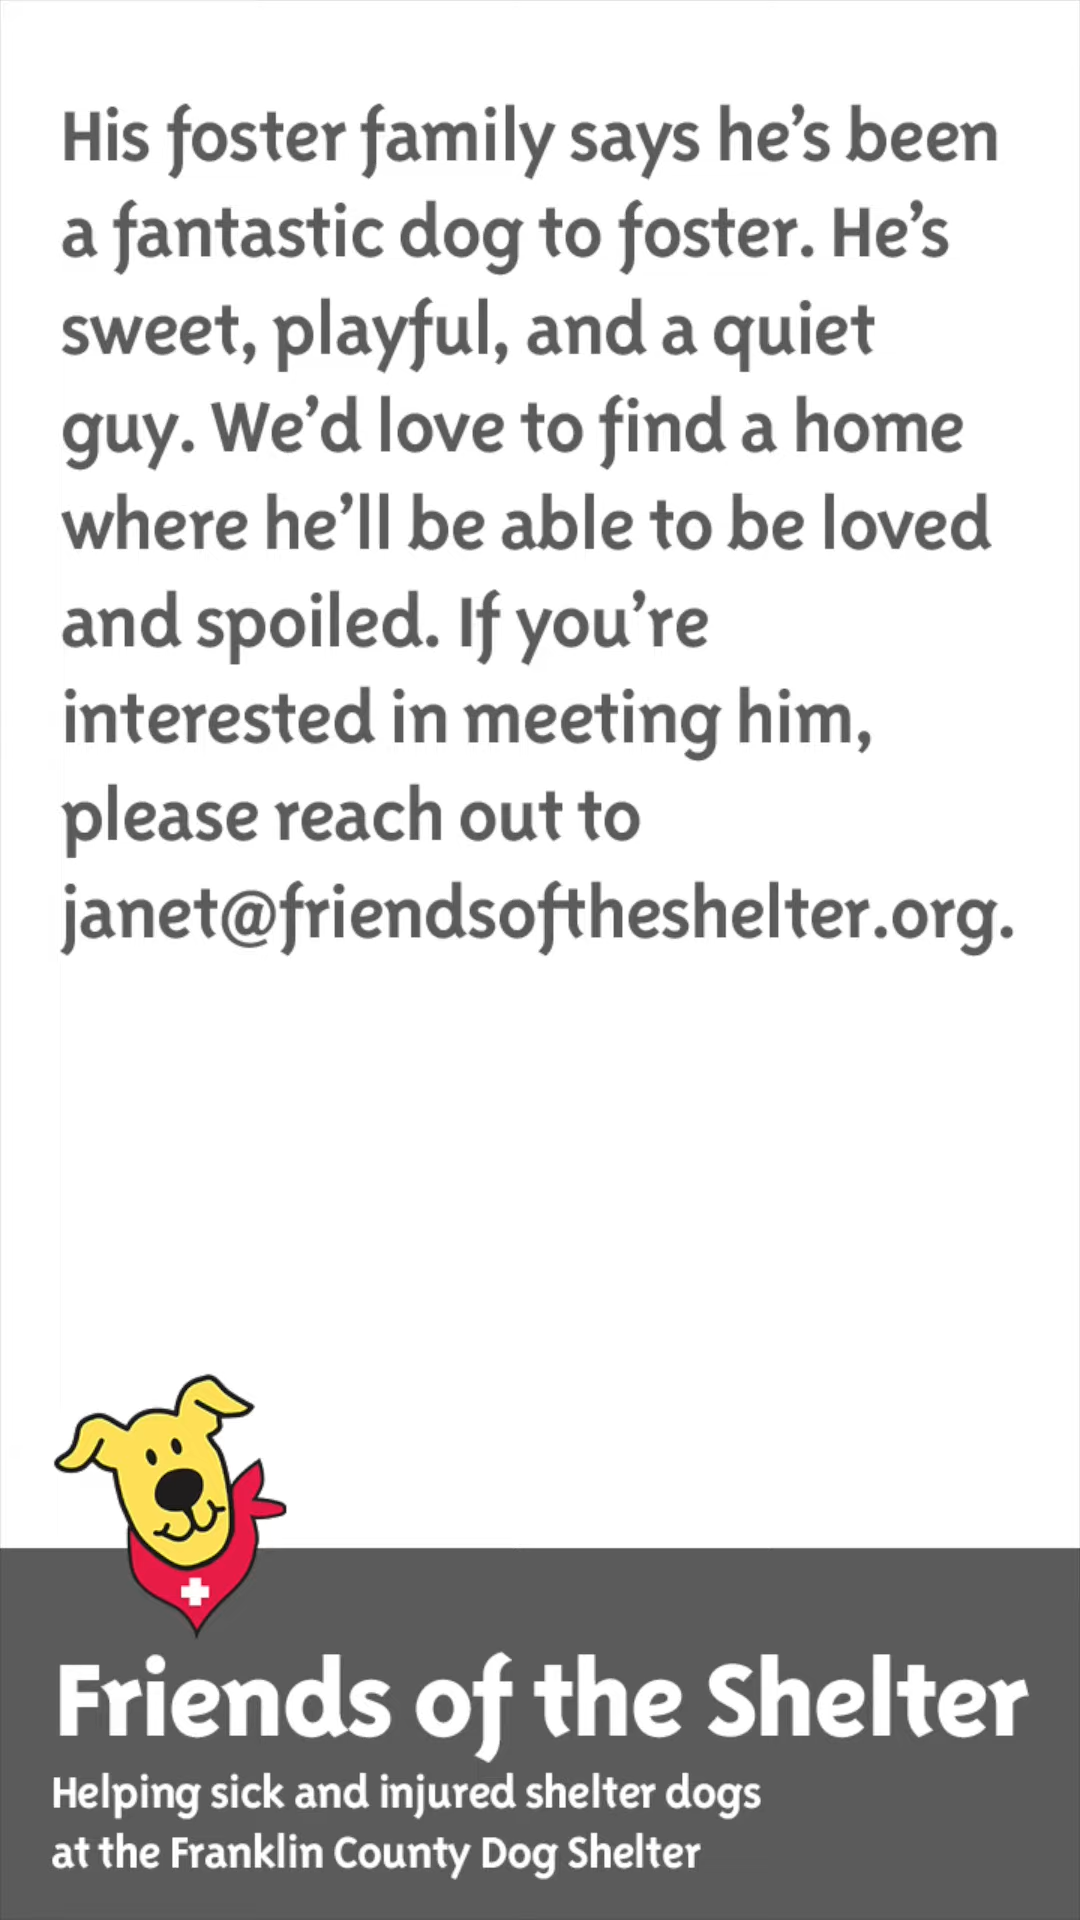 His foster family says he’s been
a fantastic dog to foster. He’s
sweet, playful, and a quiet
guy. We’d love to find a home
where he’ll be able to be loved
and spoiled. If you’re
interested in meeting him,
please reach out to
janet@friendsoftheshelter.org.
Friends of the Shelter
Helping sick and injured shelter dogs
at the Franklin County Dog Shelter